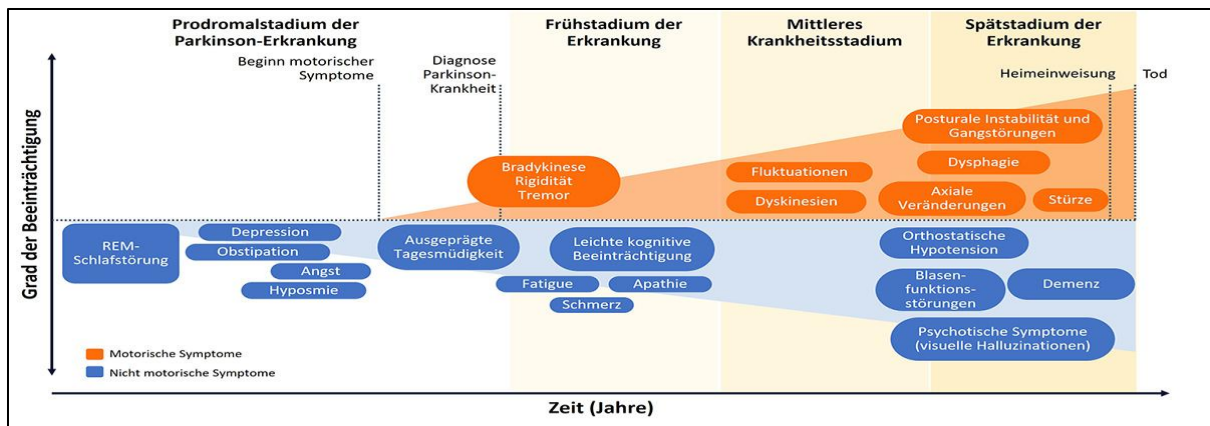 Prodromalstadium der
Parkinson-Erkrankung
Frühstadium der
Erkrankung
Mittleres
Krankheitsstadium
Spätstadium der
Erkrankung
Beginn motorischer
Symptome
Diagnose
Parkinson-
Krankheit
Heimeinweisung
Tod
Grad der Beeinträchtigung
Posturale Instabilität und
Gangstörungen
Bradykinese
Rigidität
Tremor
Fluktuationen
Dysphagie
Dyskinesien
Axiale
Veränderungen
Stürze
REM-
Schlafstörung
Depression
Obstipation
Angst
Hyposmie
Ausgeprägte
Tagesmüdigkeit
Leichte kognitive
Beeinträchtigung
Fatigue
Apathie
Schmerz
Orthostatische
Hypotension
Blasen-
funktions-
störungen
Demenz
Psychotische Symptome
(visuelle Halluzinationen)
Motorische Symptome
Nicht motorische Symptome
Zeit (Jahre)